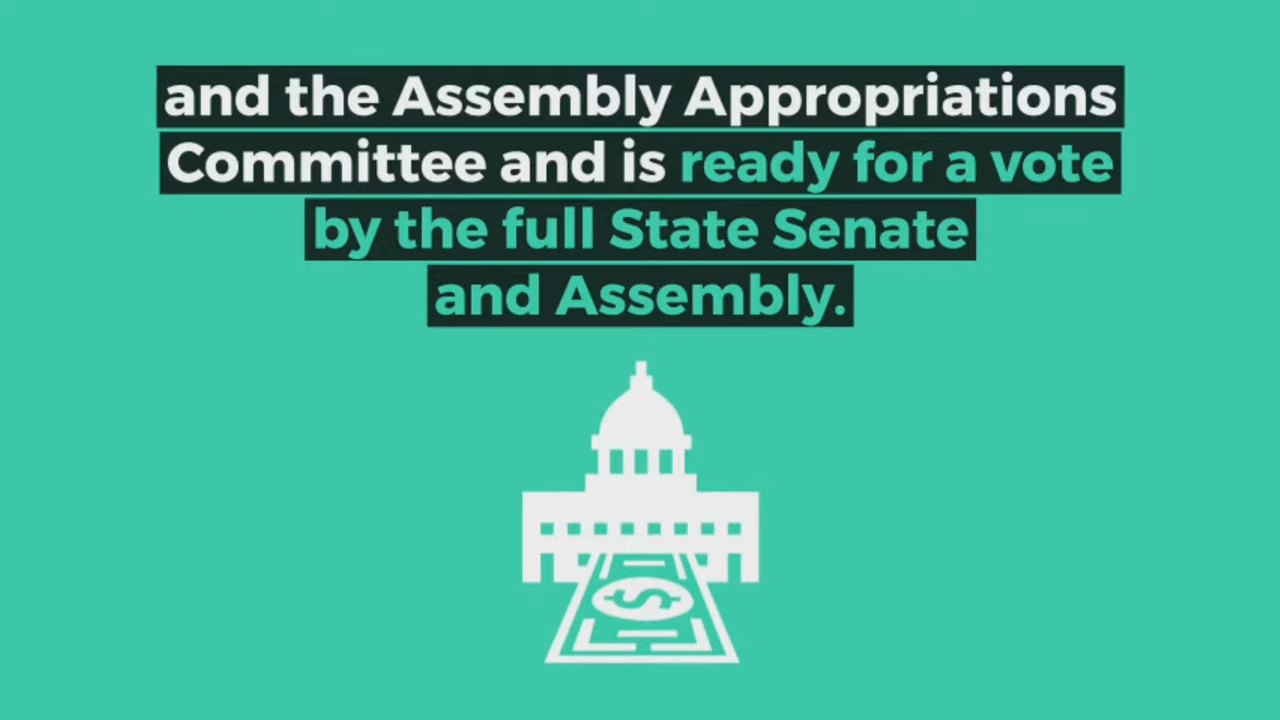 and the Assembly Appropriations
Committee and is ready for a vote
by the full State Senate
and Assembly.
$